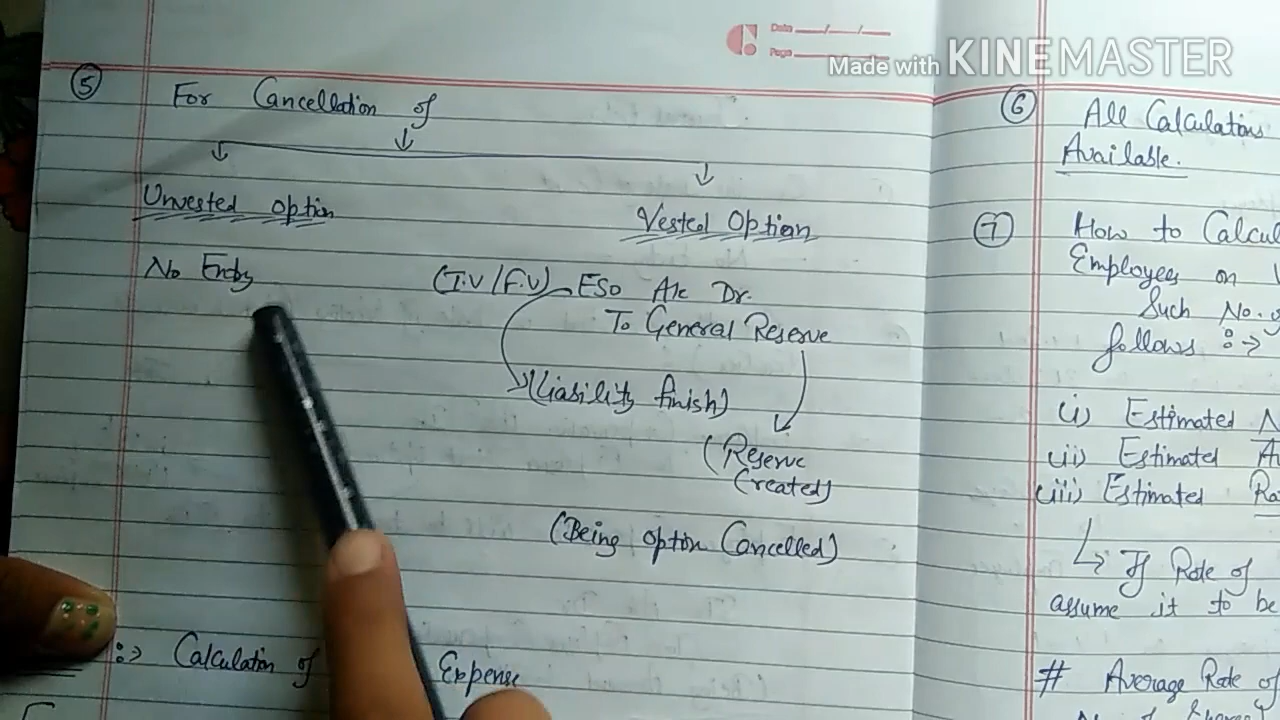 Date
Page
Made with KINEMASTER
(5) For Cancellation of
Unvested Option
No Entry
Vested Option
(I.V/F.V) ESO A/c Dr.
To General Reserve
(Liability finish)
(Reserve
Created)
(Being option Cancelled)
Calculation of
Expense
(6) All Calculations
Available.
(7) How to Calcul
Employees on
Such No. o
follows :->
(i) Estimated N
(ii) Estimated
(iii) Estimated Ra
If Rate of
assume it to be
# Average Rate of